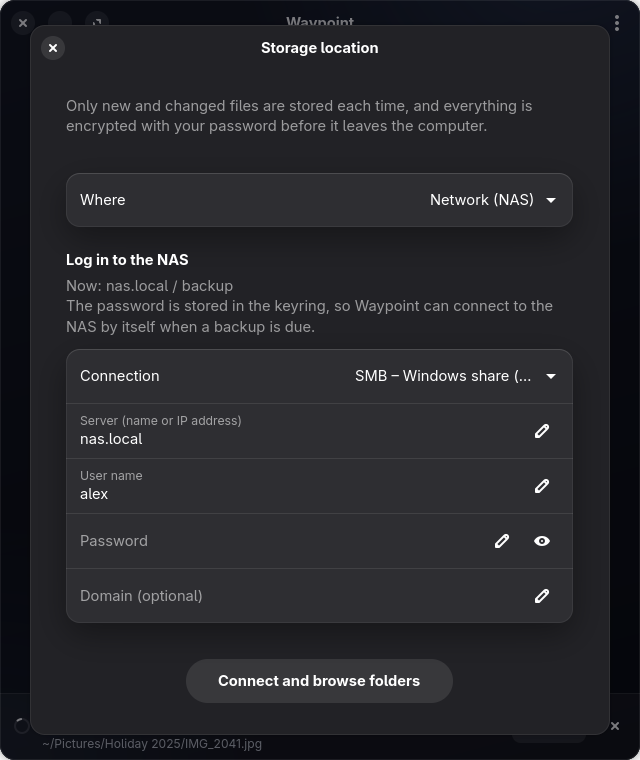 Waypoint
Storage location
Only new and changed files are stored each time, and everything is
encrypted with your password before it leaves the computer.
Where
Network (NAS)
Log in to the NAS
Now: nas.local / backup
The password is stored in the keyring, so Waypoint can connect to the
NAS by itself when a backup is due.
Connection
SMB – Windows share (...
Server (name or IP address)
nas.local
User name
alex
Password
Domain (optional)
Connect and browse folders
~/Pictures/Holiday 2025/IMG_2041.jpg